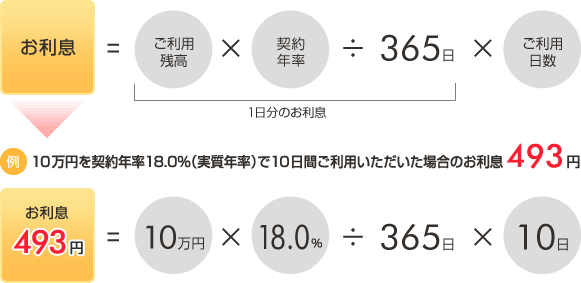 お利息 = ご利用残高 × 契約年率 ÷ 365日 × ご利用日数
1日分のお利息
例 10万円を契約年率18.0%(実質年率)で10日間ご利用いただいた場合のお利息 493円
お利息
493円 = 10万円 × 18.0% ÷ 365日 × 10日